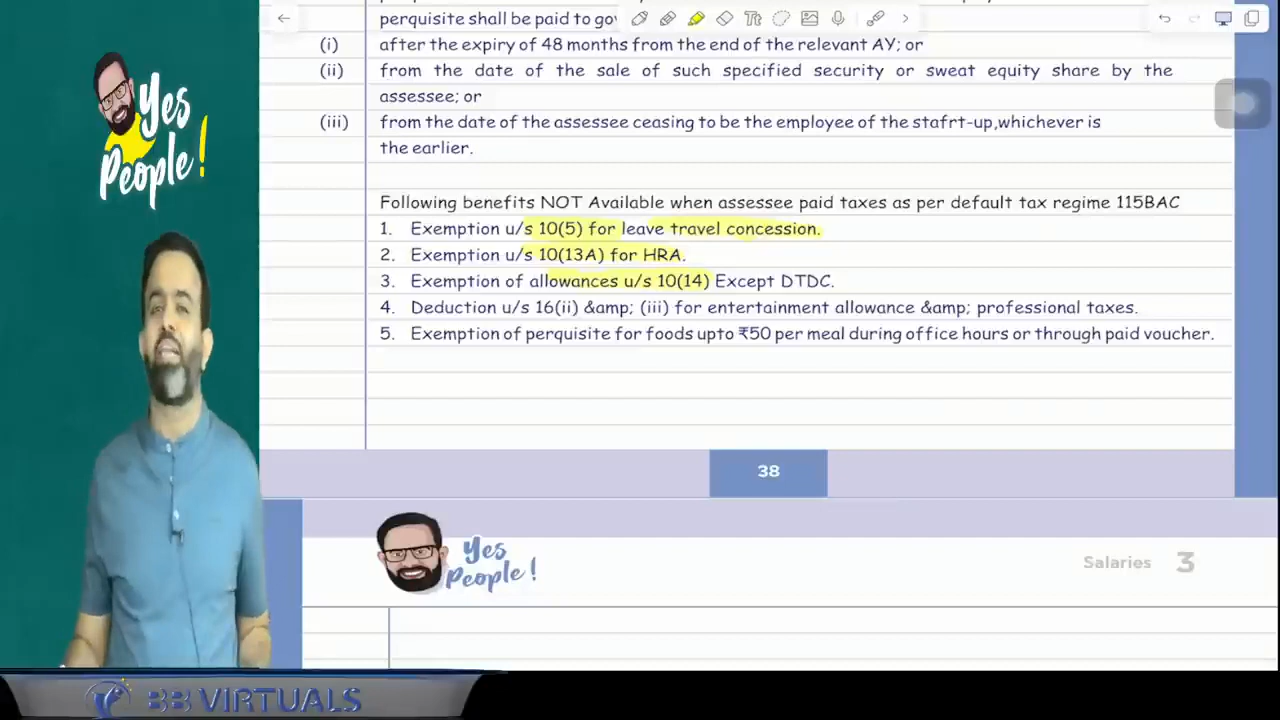 Yes People !
perquisite shall be paid to gov
(i) after the expiry of 48 months from the end of the relevant AY; or
(ii) from the date of the sale of such specified security or sweat equity share by the
assessee; or
(iii) from the date of the assessee ceasing to be the employee of the stafrt-up,whichever is
the earlier.
Following benefits NOT Available when assessee paid taxes as per default tax regime 115BAC
1. Exemption u/s 10(5) for leave travel concession.
2. Exemption u/s 10(13A) for HRA.
3. Exemption of allowances u/s 10(14) Except DTDC.
4. Deduction u/s 16(ii) &amp; (iii) for entertainment allowance &amp; professional taxes.
5. Exemption of perquisite for foods upto ₹50 per meal during office hours or through paid voucher.
38
Yes People !
Salaries 3
BB VIRTUALS